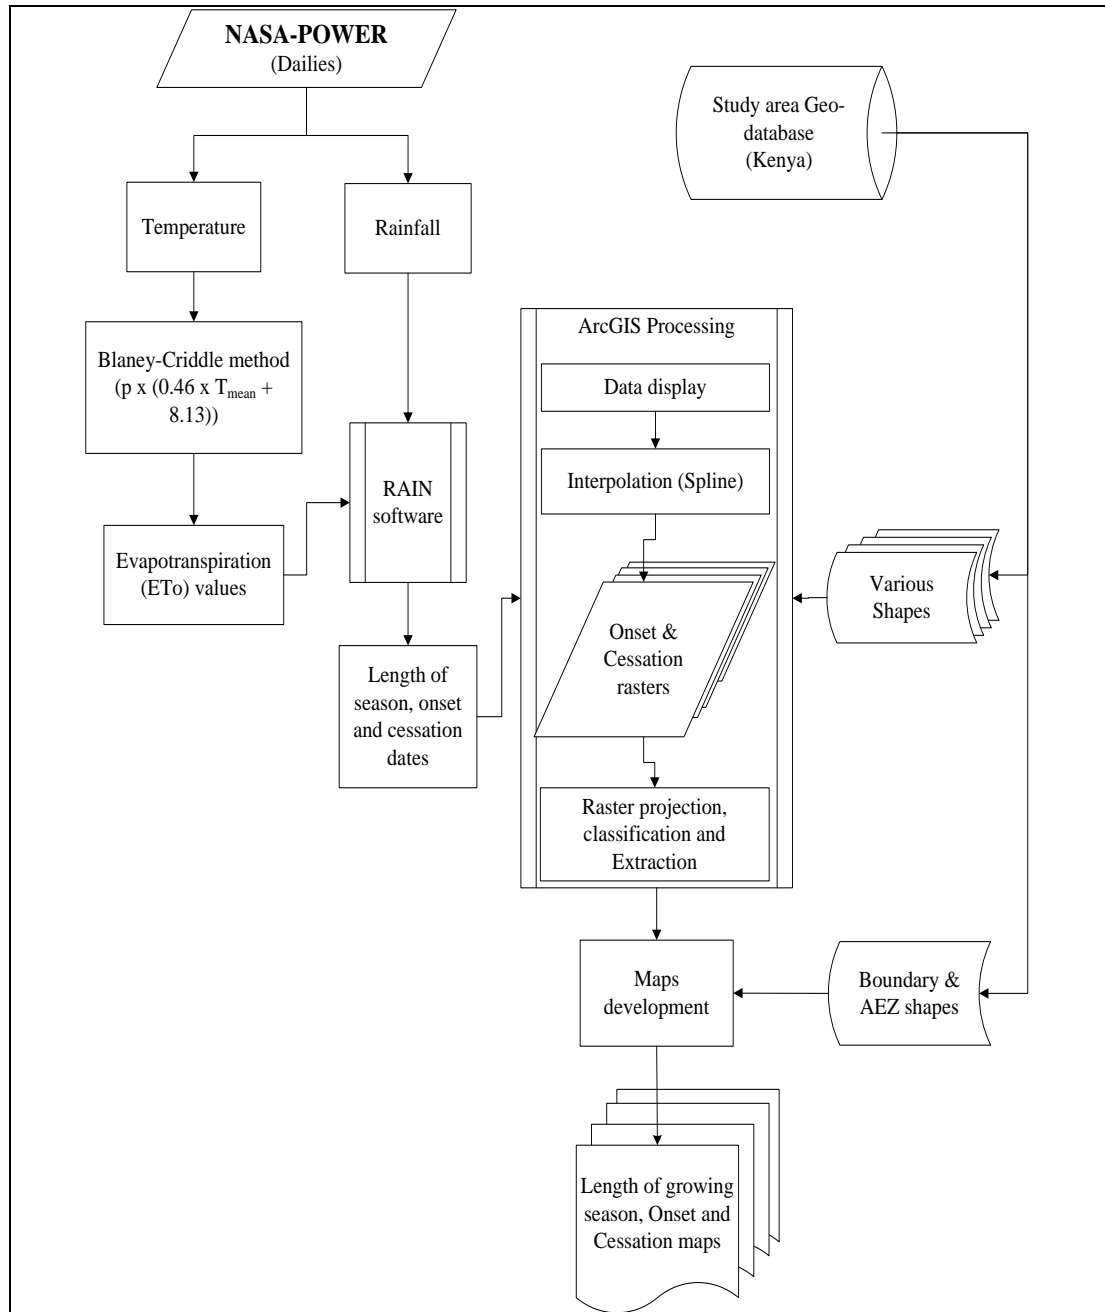 NASA-POWER
(Dailies)
Study area Geo-
database
(Kenya)
Temperature
Rainfall
Blaney-Criddle method
(p x (0.46 x Tmean +
8.13))
Evapotranspiration
(ETo) values
RAIN
software
Length of
season, onset
and cessation
dates
ArcGIS Processing
Data display
Interpolation (Spline)
Onset &
Cessation
rasters
Raster projection,
classification and
Extraction
Various
Shapes
Maps
development
Boundary &
AEZ shapes
Length of growing
season, Onset and
Cessation maps